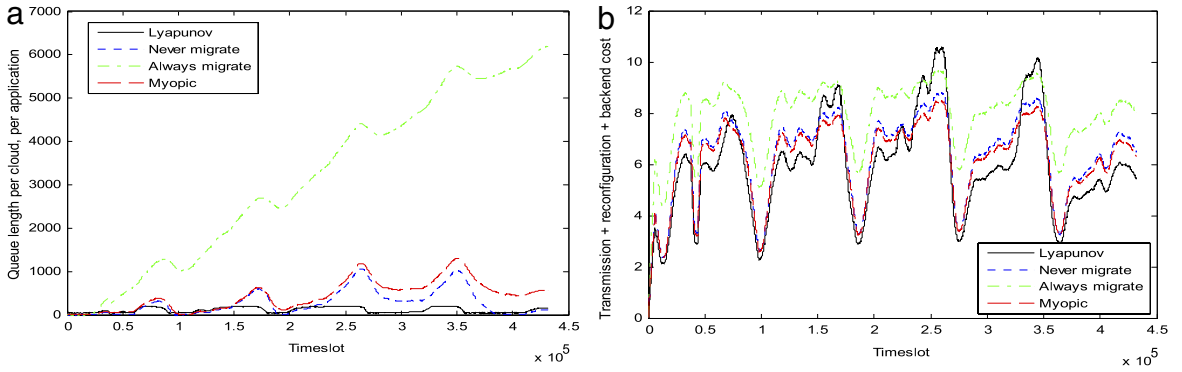 a
Queue length per cloud, per application
7000
6000
5000
4000
3000
2000
1000
0
Lyapunov
Never migrate
Always migrate
Myopic
0 0.5 1 1.5 2 2.5 3 3.5 4 4.5
Timeslot
× 10^5
b
Transmission + reconfiguration + backend cost
12
10
8
6
4
2
0
Lyapunov
Never migrate
Always migrate
Myopic
0 0.5 1 1.5 2 2.5 3 3.5 4 4.5
Timeslot
× 10^5